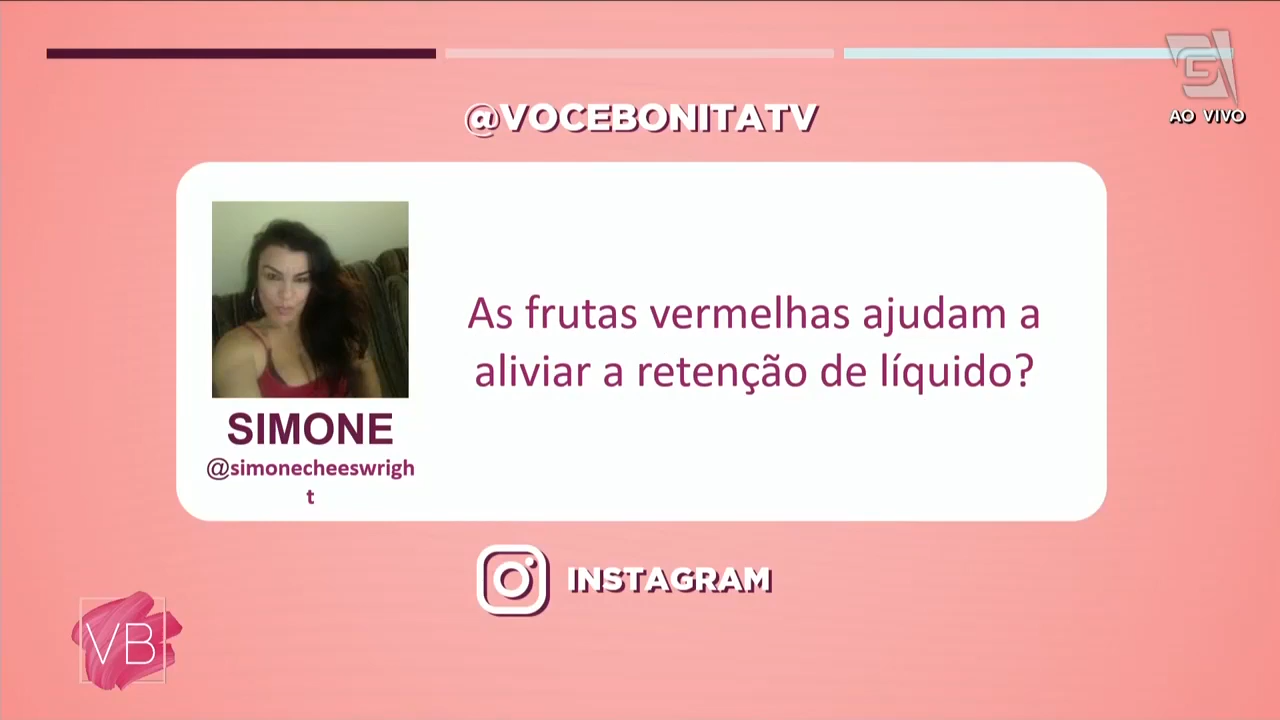 @VOCEBONITATV
AO VIVO
As frutas vermelhas ajudam a
aliviar a retenção de líquido?
SIMONE
@simonecheeswrigh
t
INSTAGRAM
VB